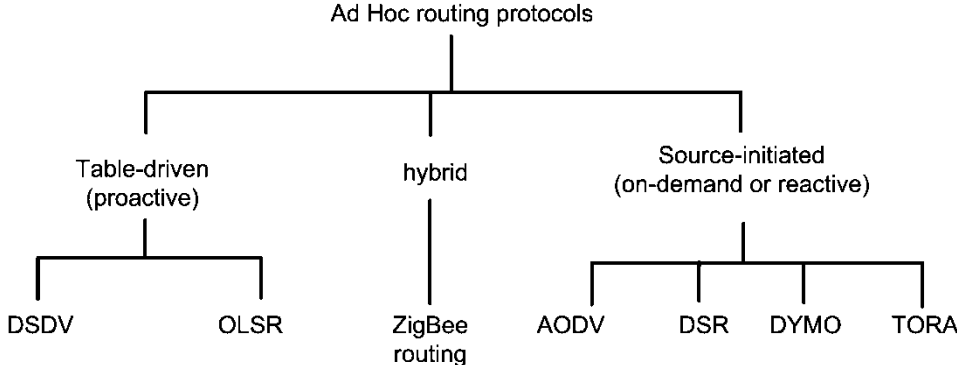 Ad Hoc routing protocols
Table-driven
(proactive)
hybrid
Source-initiated
(on-demand or reactive)
DSDV
OLSR
ZigBee
routing
AODV
DSR
DYMO
TORA